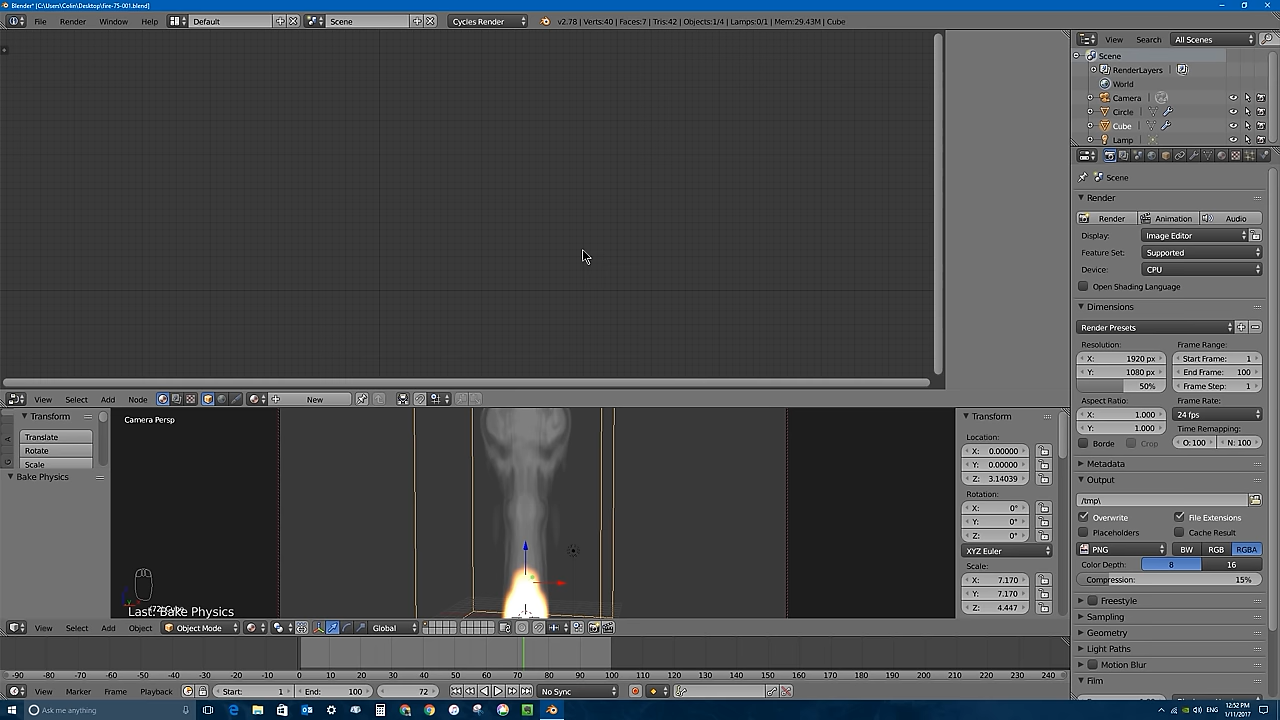 Blender* [C:\Users\Colin\Desktop\fire-75-001.blend]
File Render Window Help Default Scene Cycles Render v2.78 | Verts:40 | Faces:7 | Tris:42 | Objects:1/4 | Lamps:0/1 | Mem:29.43M | Cube
View Search All Scenes
Scene
RenderLayers
World
Camera
Circle
Cube
Lamp
Scene
Render
Render Animation Audio
Display: Image Editor
Feature Set: Supported
Device: CPU
Open Shading Language
Dimensions
Render Presets
Resolution: Frame Range:
X: 1920 px Start Frame: 1
Y: 1080 px End Frame: 100
50% Frame Step: 1
Aspect Ratio: Frame Rate:
X: 1.000 24 fps
Y: 1.000 Time Remapping:
Borde Crop O: 100 N: 100
Metadata
Output
/tmp\
Overwrite File Extensions
Placeholders Cache Result
PNG BW RGB RGBA
Color Depth: 8 16
Compression: 15%
Freestyle
Sampling
Geometry
Light Paths
Motion Blur
Film
View Select Add Node New
Transform
Translate
Rotate
Scale
Bake Physics
Camera Persp
Last: Bake Physics
Transform
Location:
X: 0.00000
Y: 0.00000
Z: 3.14039
Rotation:
X: 0°
Y: 0°
Z: 0°
XYZ Euler
Scale:
X: 7.170
Y: 7.170
Z: 4.447
View Select Add Object Object Mode Global
-90 -80 -70 -60 -50 -40 -30 -20 -10 0 10 20 30 40 50 60 70 80 90 100 110 120 130 140 150 160 170 180 190 200 210 220 230 240
View Marker Frame Playback Start: 1 End: 100 72 No Sync
Ask me anything
ENG
12:52 PM
1/11/2017